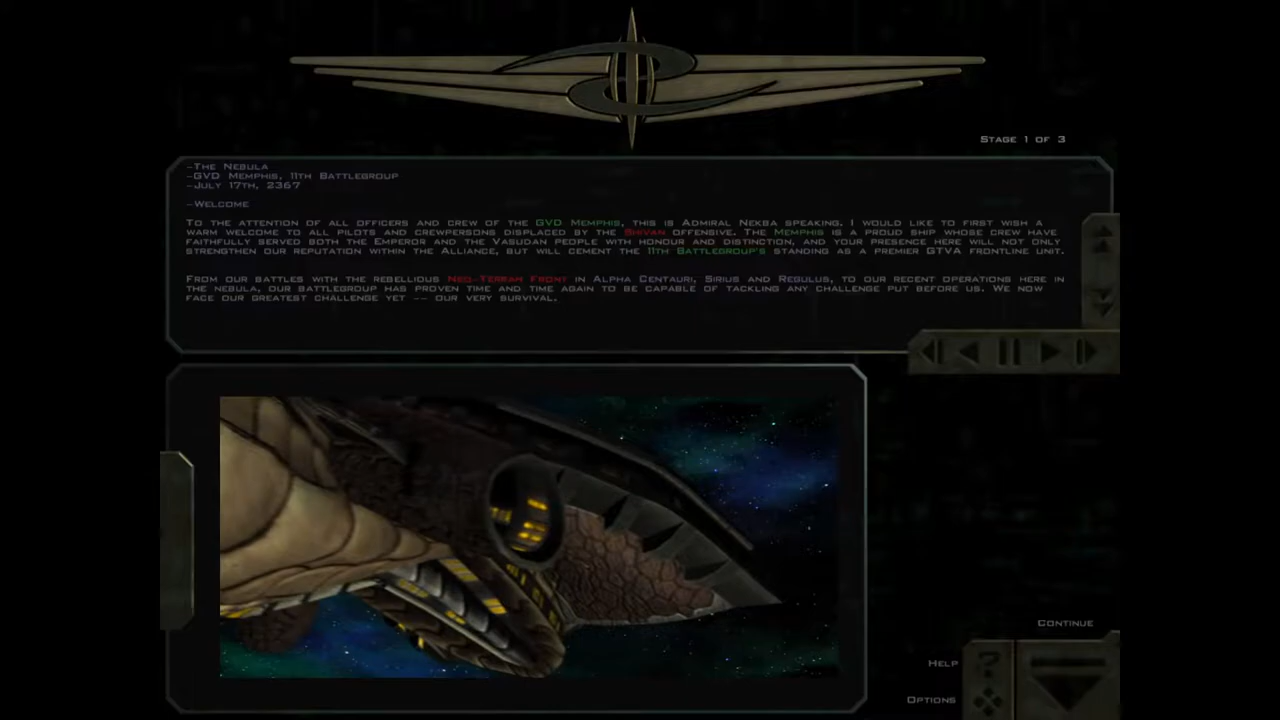 Stage 1 of 3
-The Nebula
-GVD Memphis, 11th Battlegroup
-July 17th, 2367
-Welcome
To the attention of all officers and crew of the GVD Memphis, this is Admiral Nekba speaking. I would like to first wish a
warm welcome to all pilots and crewpersons displaced by the Shivan offensive. The Memphis is a proud ship whose crew have
faithfully served both the Emperor and the Vasudan people with honour and distinction, and your presence here will not only
strengthen our reputation within the Alliance, but will cement the 11th Battlegroup's standing as a premier GTVA frontline unit.
From our battles with the rebellious Neo-Terran Front in Alpha Centauri, Sirius and Regulus, to our recent operations here in
the nebula, our battlegroup has proven time and time again to be capable of tackling any challenge put before us. We now
face our greatest challenge yet -- our very survival.
Continue
Help
?
Options